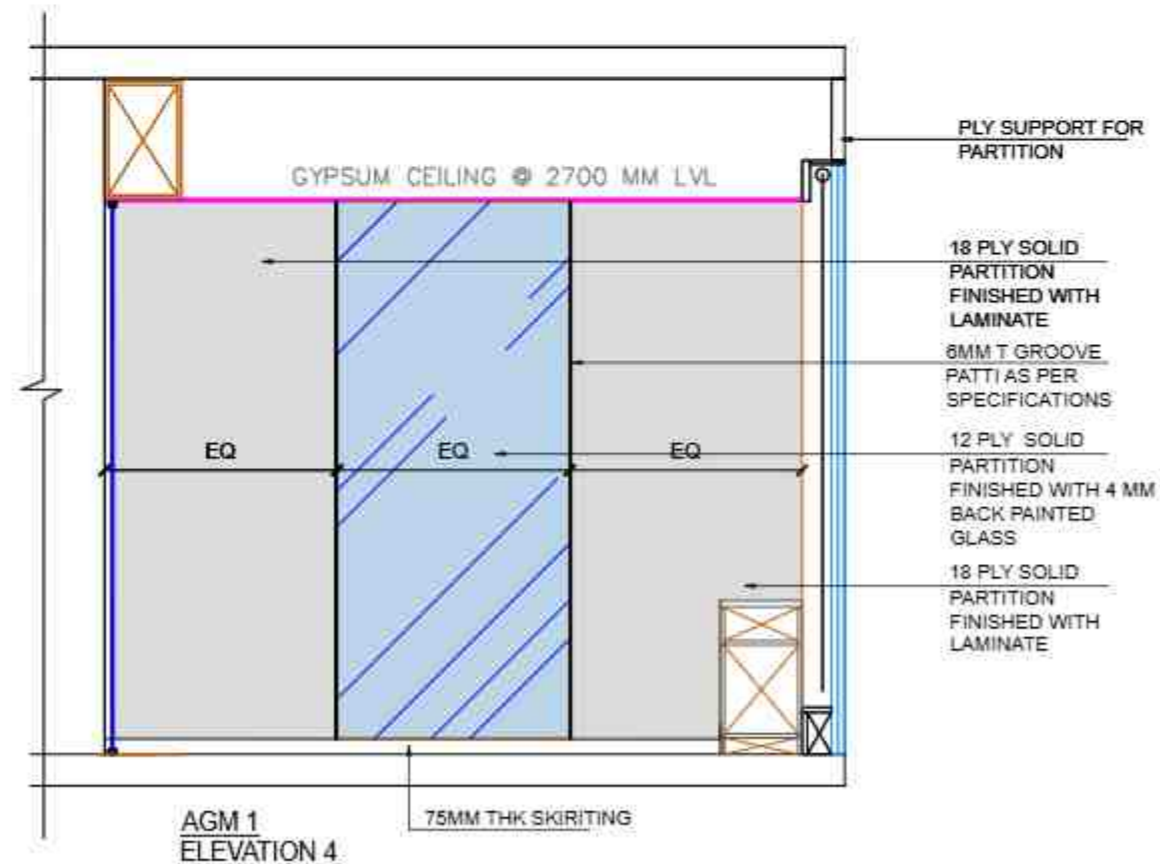 PLY SUPPORT FOR
PARTITION
GYPSUM CEILING @ 2700 MM LVL
18 PLY SOLID
PARTITION
FINISHED WITH
LAMINATE
6MM T GROOVE
PATTI AS PER
SPECIFICATIONS
EQ
EQ
EQ
12 PLY SOLID
PARTITION
FINISHED WITH 4 MM
BACK PAINTED
GLASS
18 PLY SOLID
PARTITION
FINISHED WITH
LAMINATE
75MM THK SKIRITING
AGM 1
ELEVATION 4